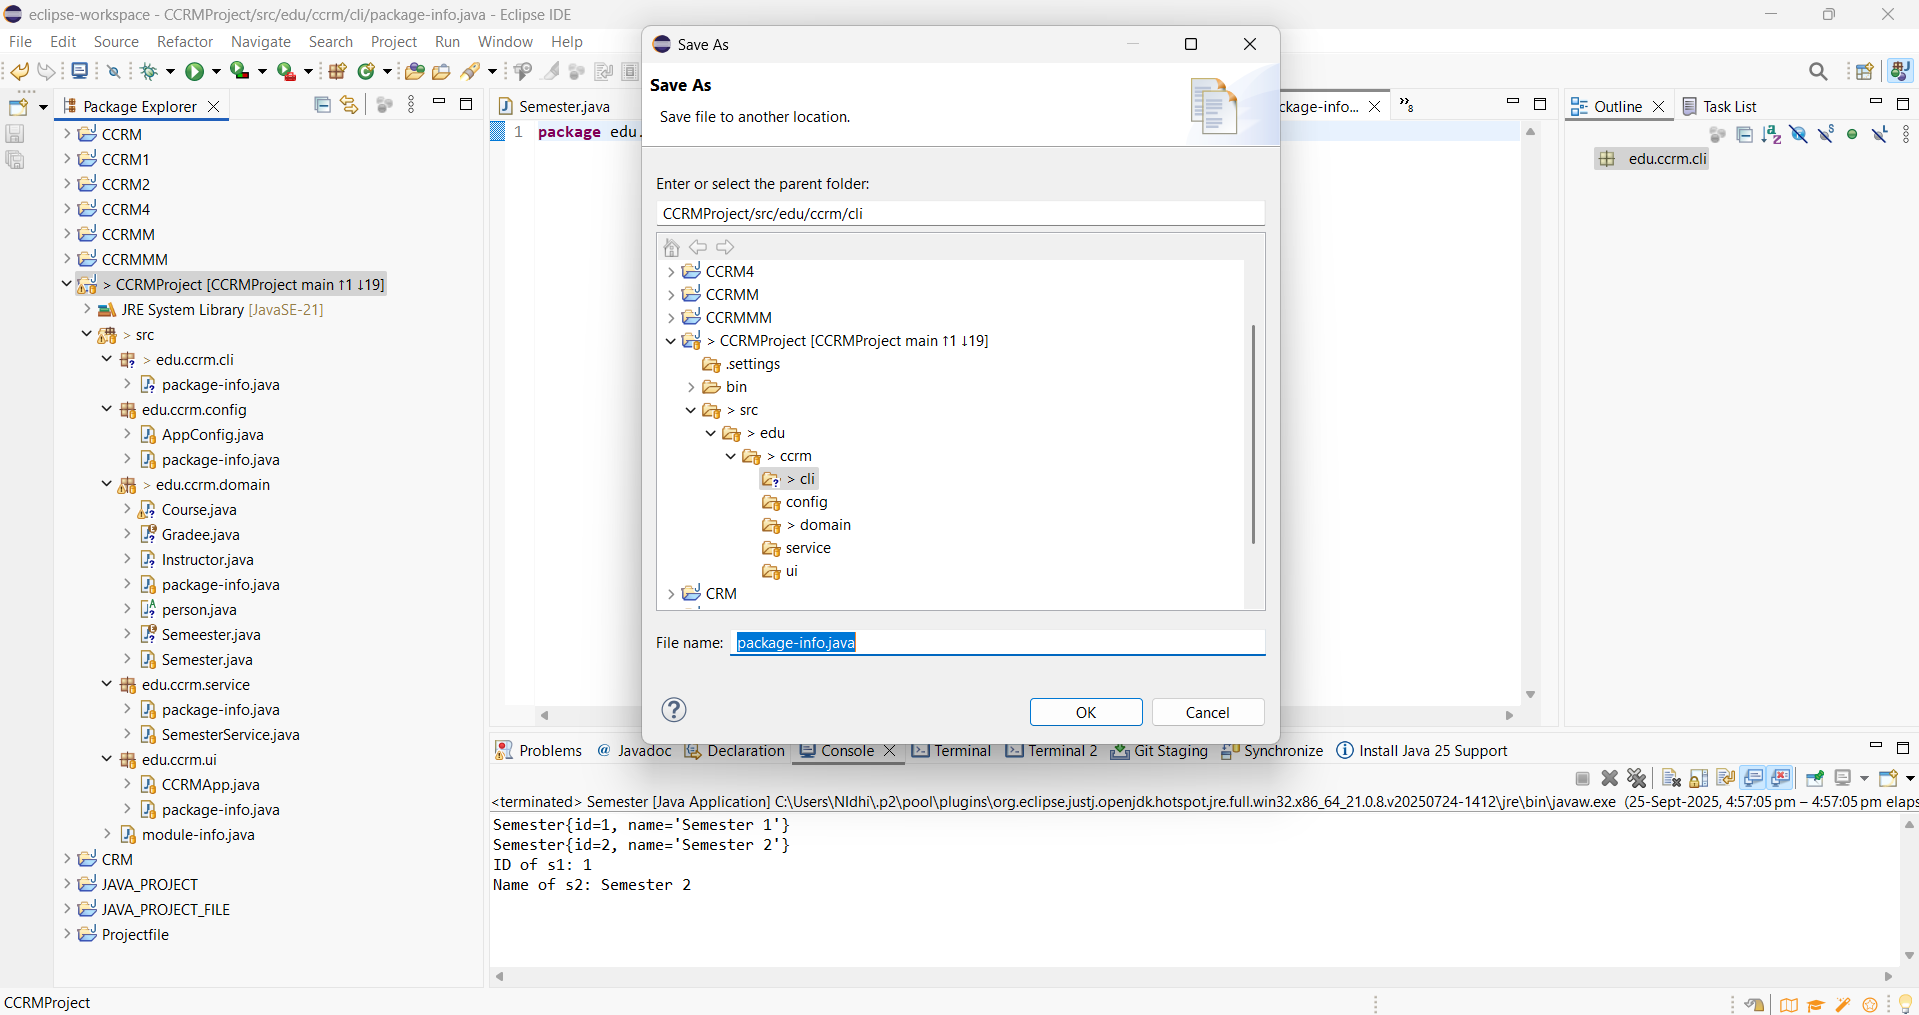 eclipse-workspace - CCRMProject/src/edu/ccrm/cli/package-info.java - Eclipse IDE
File Edit Source Refactor Navigate Search Project Run Window Help
Package Explorer
CCRM
CCRM1
CCRM2
CCRM4
CCRMM
CCRMMM
> CCRMProject [CCRMProject main ↑1 ↓19]
JRE System Library [JavaSE-21]
> src
> edu.ccrm.cli
package-info.java
edu.ccrm.config
AppConfig.java
package-info.java
> edu.ccrm.domain
Course.java
Gradee.java
Instructor.java
package-info.java
person.java
Semeester.java
Semester.java
edu.ccrm.service
package-info.java
SemesterService.java
edu.ccrm.ui
CCRMApp.java
package-info.java
module-info.java
CRM
JAVA_PROJECT
JAVA_PROJECT_FILE
Projectfile
Semester.java
ckage-info...
»8
1 package edu.
Save As
Save As
Save file to another location.
Enter or select the parent folder:
CCRMProject/src/edu/ccrm/cli
CCRM4
CCRMM
CCRMMM
> CCRMProject [CCRMProject main ↑1 ↓19]
.settings
bin
> src
> edu
> ccrm
> cli
config
> domain
service
ui
CRM
File name: package-info.java
OK Cancel
Outline Task List
edu.ccrm.cli
Problems Javadoc Declaration Console Terminal Terminal 2 Git Staging Synchronize Install Java 25 Support
<terminated> Semester [Java Application] C:\Users\NIdhi\.p2\pool\plugins\org.eclipse.justj.openjdk.hotspot.jre.full.win32.x86_64_21.0.8.v20250724-1412\jre\bin\javaw.exe (25-Sept-2025, 4:57:05 pm – 4:57:05 pm elaps
Semester{id=1, name='Semester 1'}
Semester{id=2, name='Semester 2'}
ID of s1: 1
Name of s2: Semester 2
CCRMProject